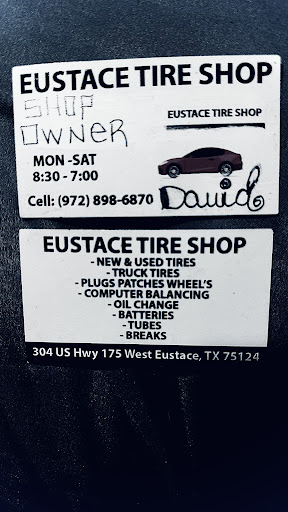 EUSTACE TIRE SHOP
SHOP
OWNER
EUSTACE TIRE SHOP
MON -SAT
8:30 - 7:00
Cell: (972) 898-6870
David
EUSTACE TIRE SHOP
- NEW & USED TIRES
- TRUCK TIRES
- PLUGS PATCHES WHEEL'S
- COMPUTER BALANCING
- OIL CHANGE
- BATTERIES
- TUBES
- BREAKS
304 US Hwy 175 West Eustace, TX 75124